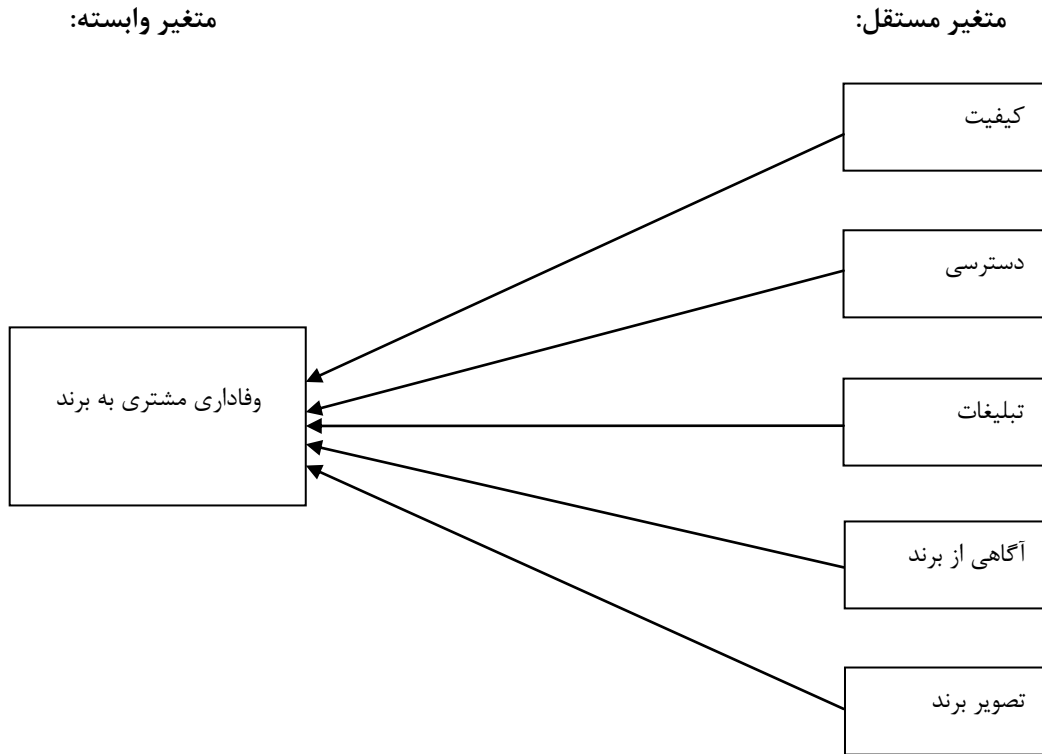 متغیر مستقل:
متغیر وابسته:
کیفیت
دسترسی
تبلیغات
آگاهی از برند
تصویر برند
وفاداری مشتری به برند